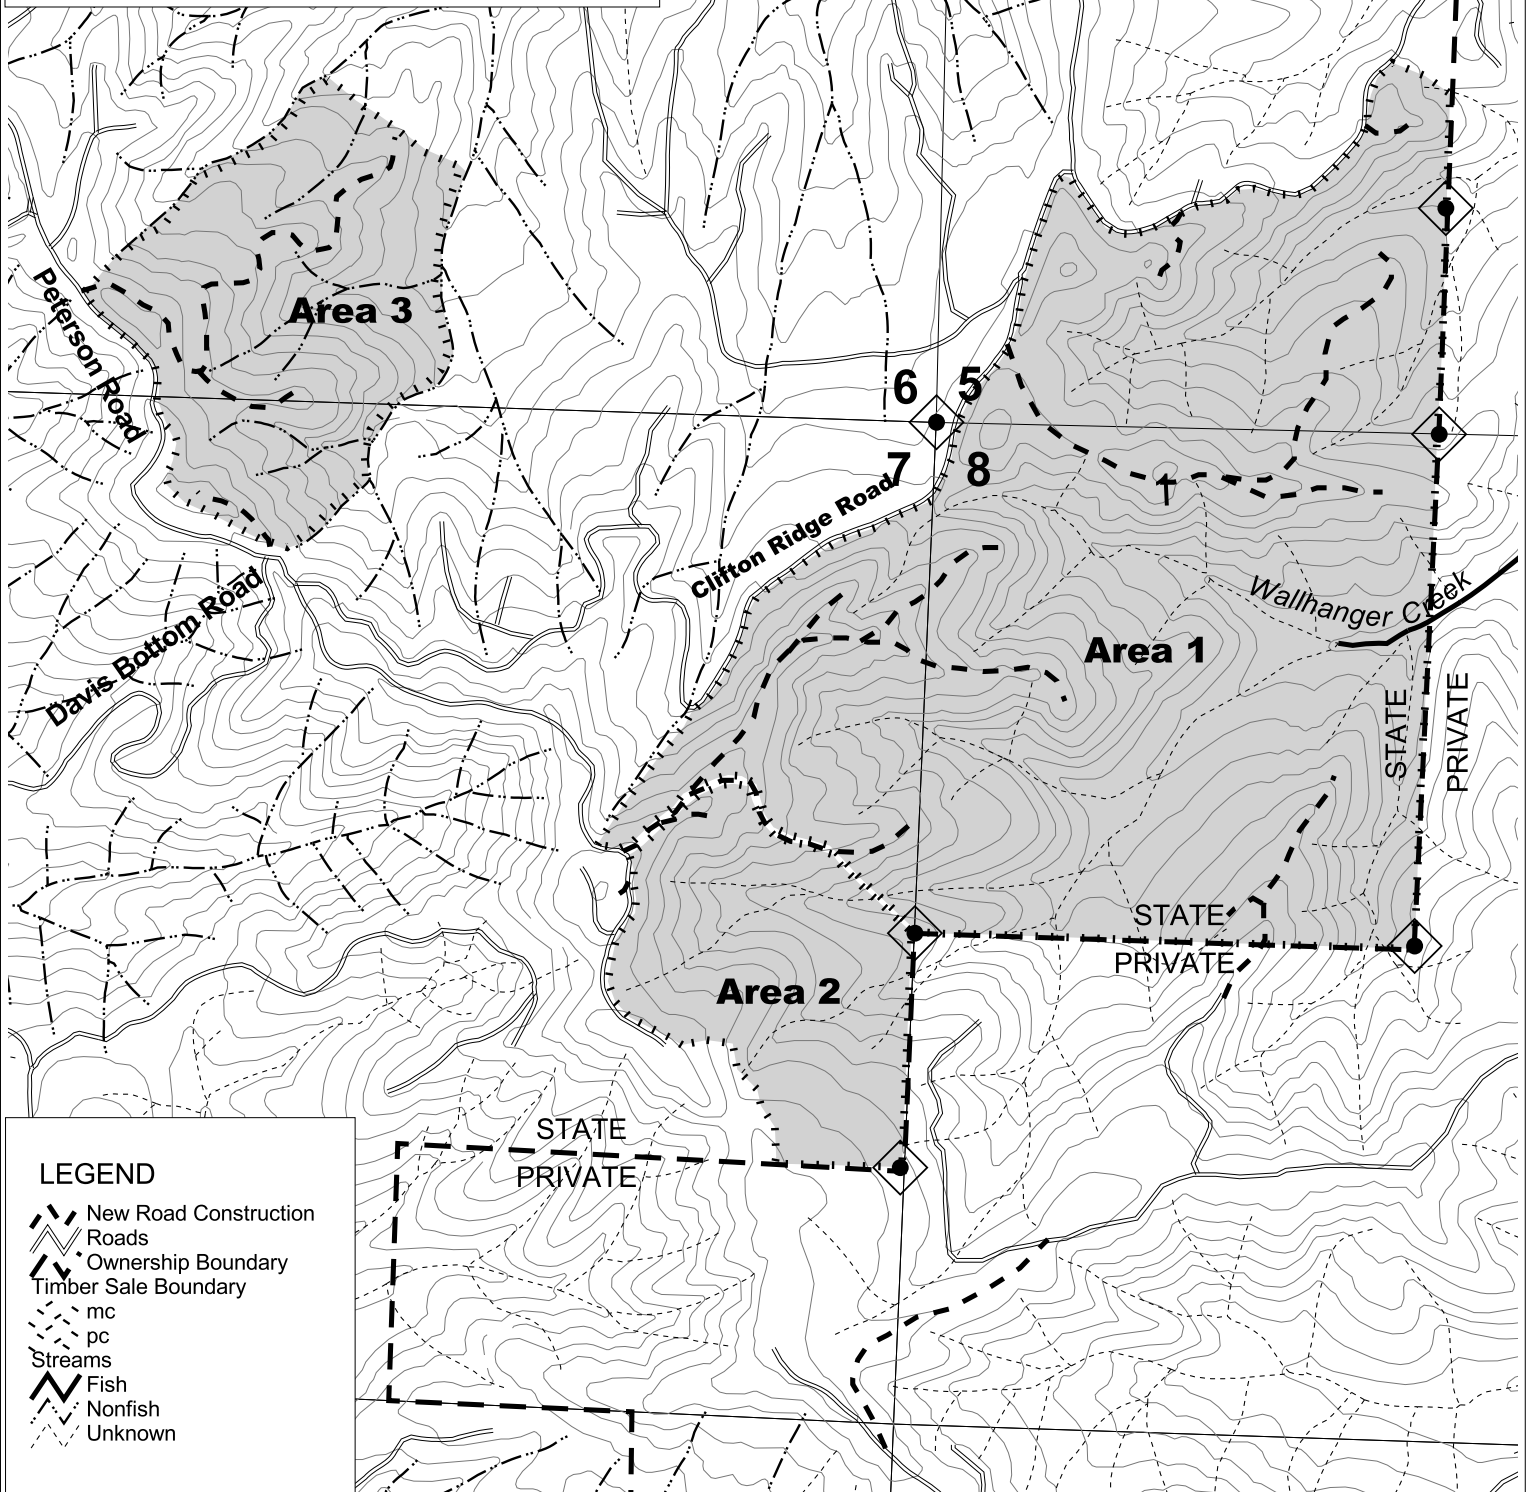 Peterson Road
Area 3
6 5
7 8
Clifton Ridge Road
Davis Bottom Road
Wallhanger Creek
Area 1
STATE
PRIVATE
STATE
PRIVATE
Area 2
STATE
PRIVATE
LEGEND
New Road Construction
Roads
Ownership Boundary
Timber Sale Boundary
mc
pc
Streams
Fish
Nonfish
Unknown